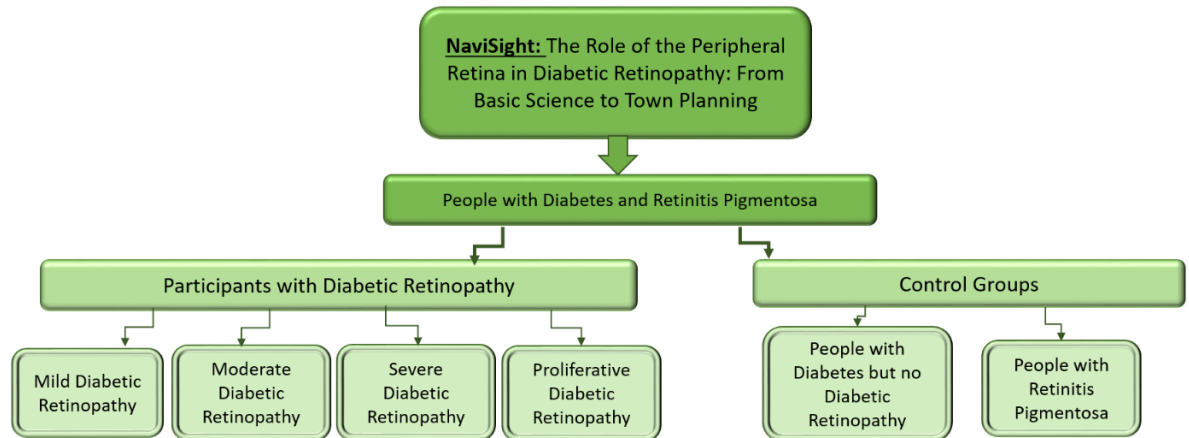 NaviSight: The Role of the Peripheral
Retina in Diabetic Retinopathy: From
Basic Science to Town Planning
People with Diabetes and Retinitis Pigmentosa
Participants with Diabetic Retinopathy
Control Groups
Mild Diabetic
Retinopathy
Moderate
Diabetic
Retinopathy
Severe
Diabetic
Retinopathy
Proliferative
Diabetic
Retinopathy
People with
Diabetes but no
Diabetic
Retinopathy
People with
Retinitis
Pigmentosa